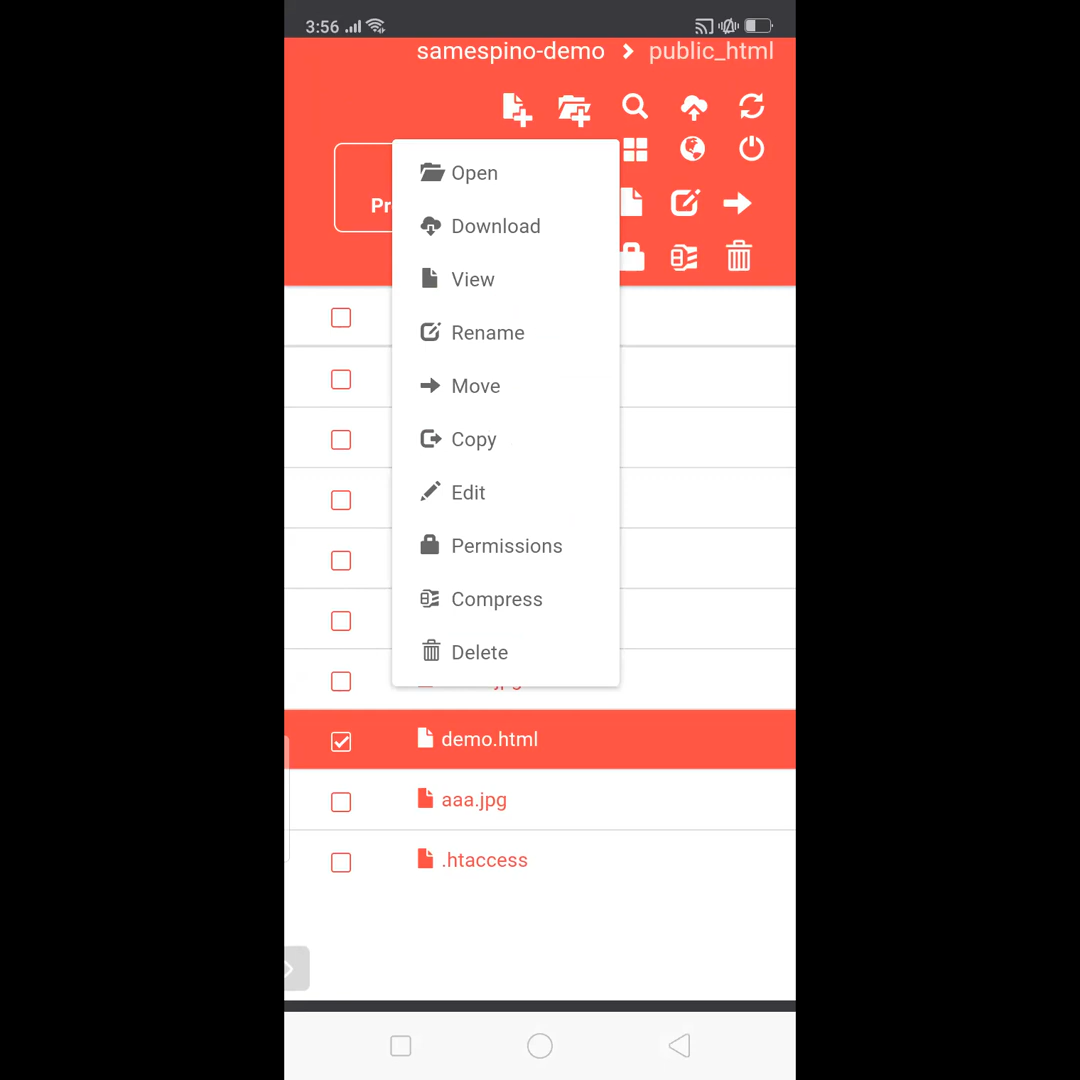 3:56
samespino-demo > public_html
Pr
Open
Download
View
Rename
Move
Copy
Edit
Permissions
Compress
Delete
demo.html
aaa.jpg
.htaccess